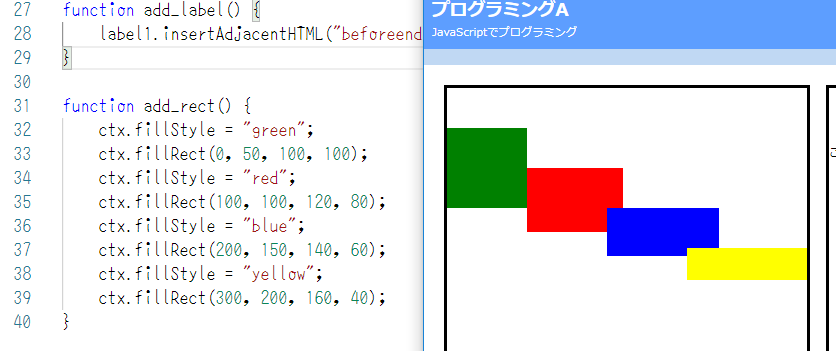 27 function add_label() {
28 label1.insertAdjacentHTML("beforeend
29 }
30
31 function add_rect() {
32 ctx.fillStyle = "green";
33 ctx.fillRect(0, 50, 100, 100);
34 ctx.fillStyle = "red";
35 ctx.fillRect(100, 100, 120, 80);
36 ctx.fillStyle = "blue";
37 ctx.fillRect(200, 150, 140, 60);
38 ctx.fillStyle = "yellow";
39 ctx.fillRect(300, 200, 160, 40);
40 }
プログラミングA
JavaScriptでプログラミング